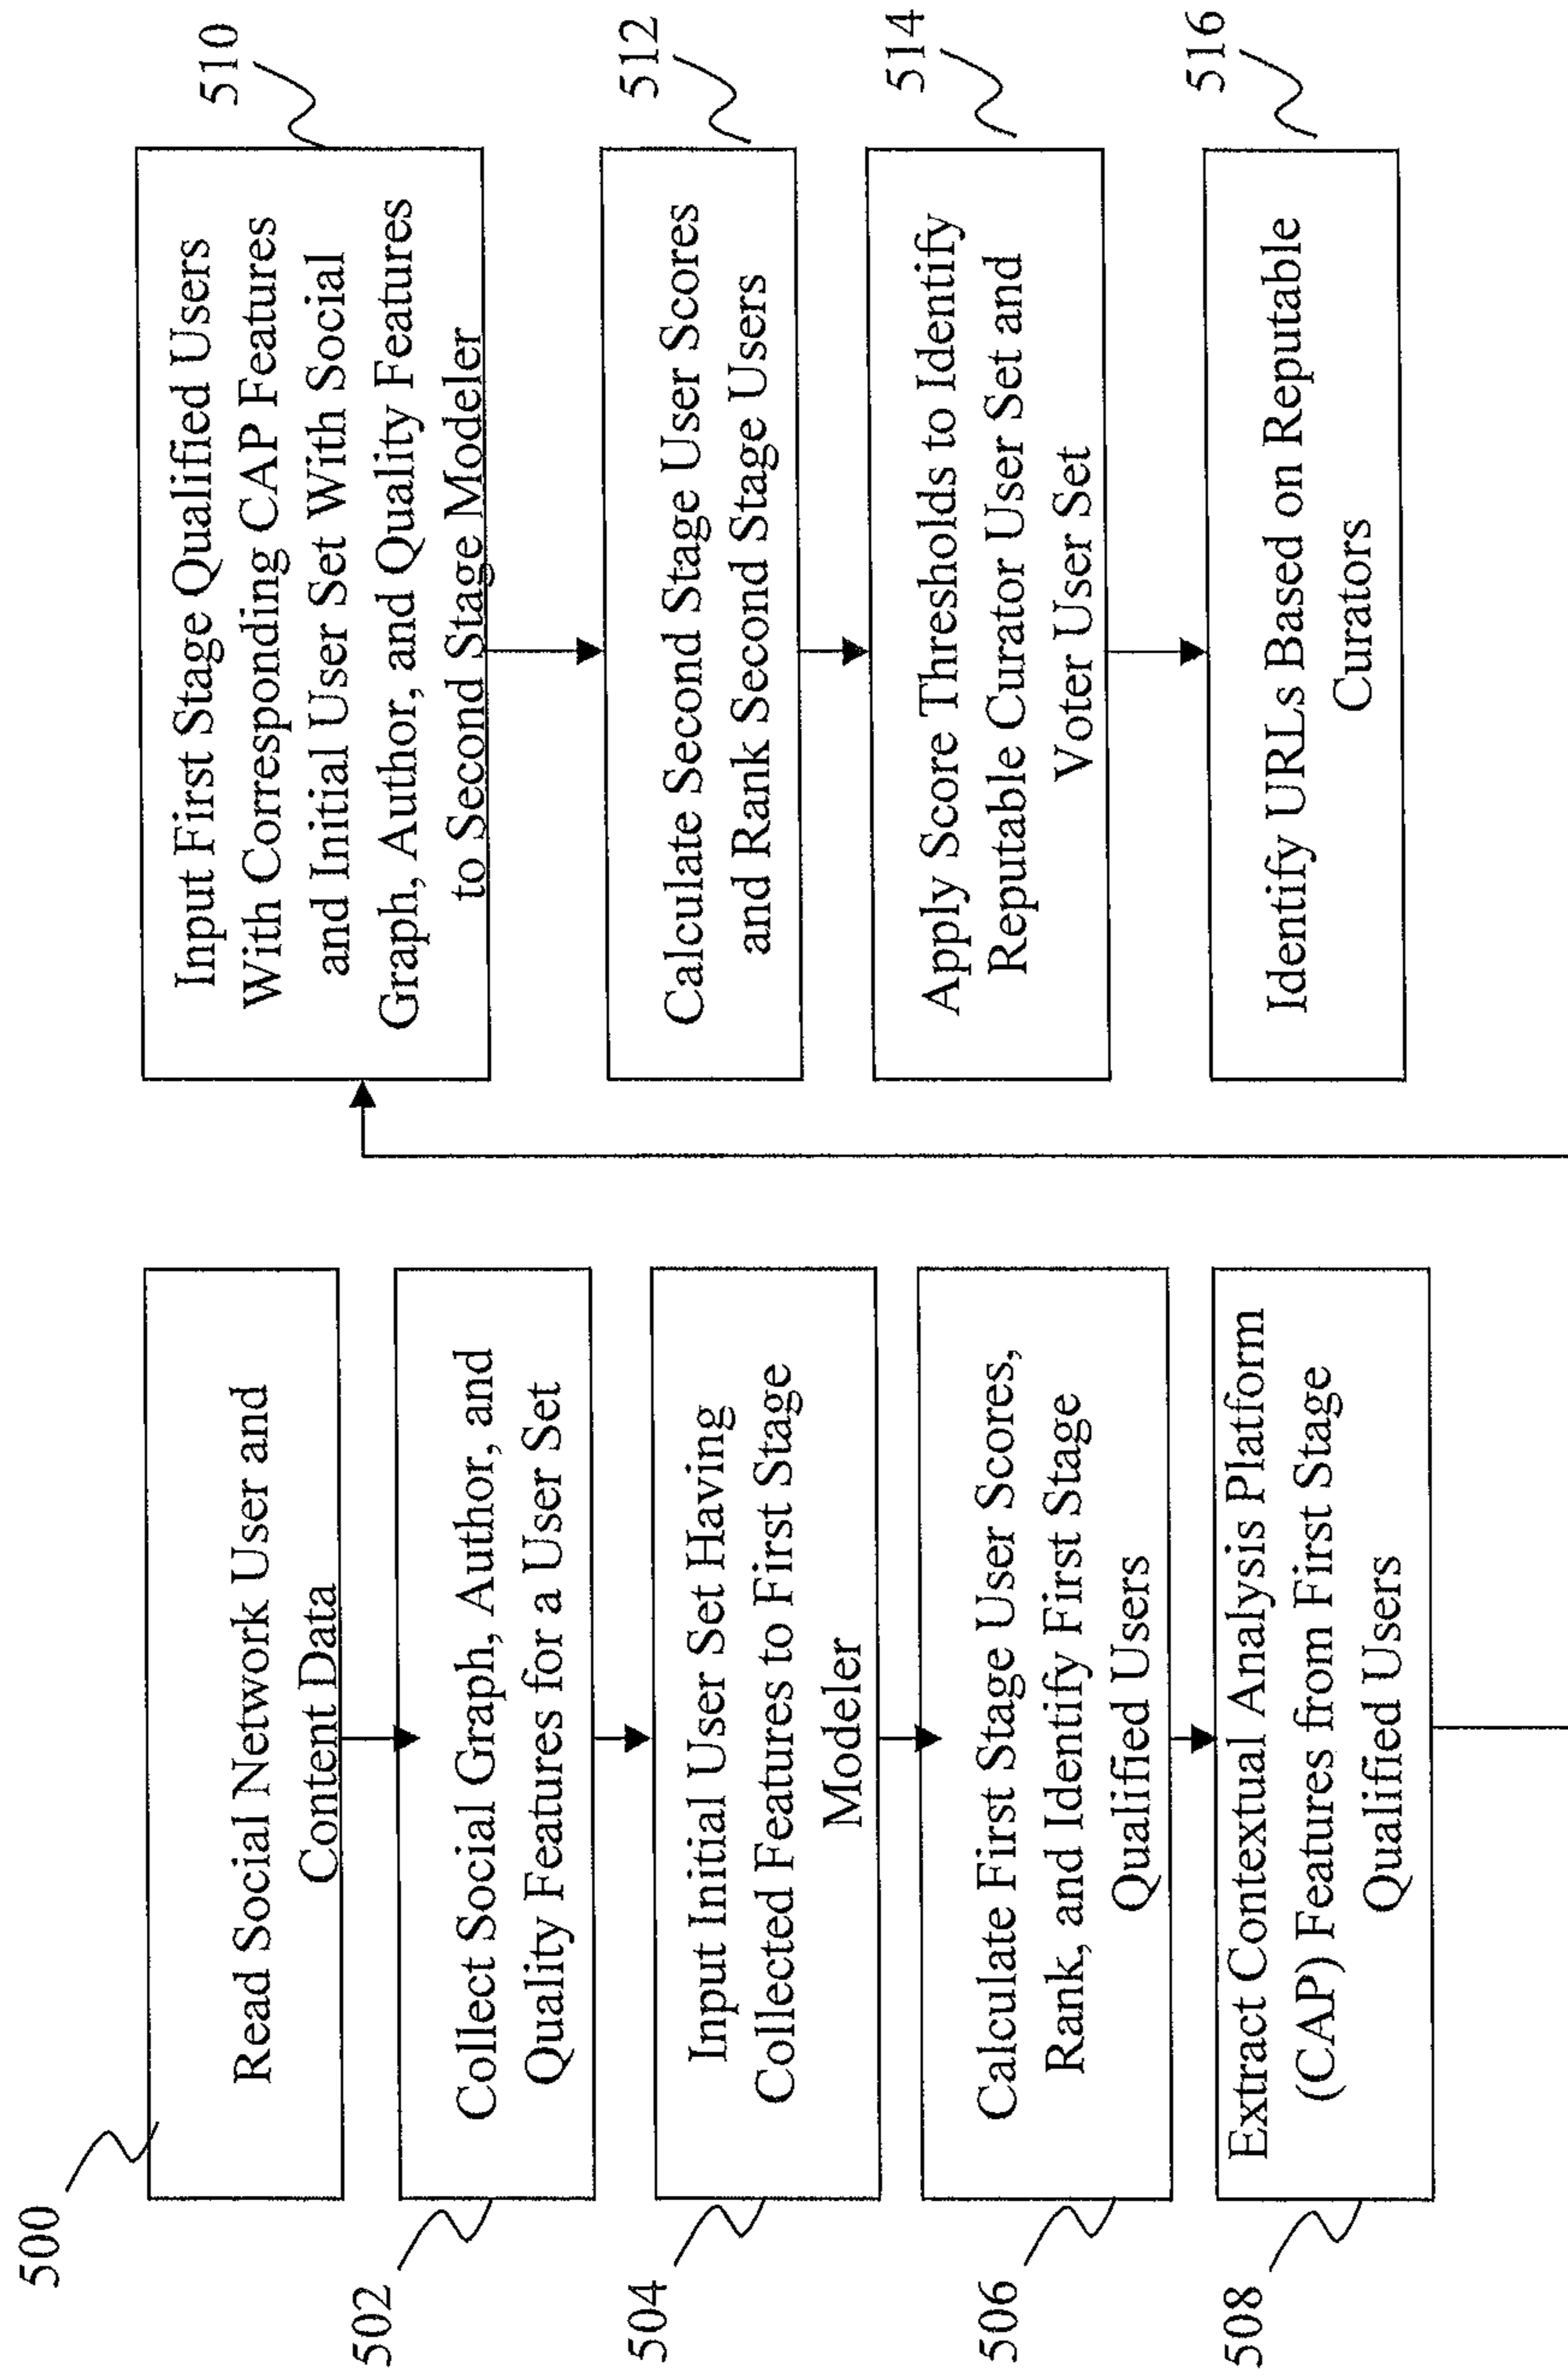 500
Read Social Network User and
Content Data
502
Collect Social Graph, Author, and
Quality Features for a User Set
504
Input Initial User Set Having
Collected Features to First Stage
Modeler
506
Calculate First Stage User Scores,
Rank, and Identify First Stage
Qualified Users
508
Extract Contextual Analysis Platform
(CAP) Features from First Stage
Qualified Users
510
Input First Stage Qualified Users
With Corresponding CAP Features
and Initial User Set With Social
Graph, Author, and Quality Features
to Second Stage Modeler
512
Calculate Second Stage User Scores
and Rank Second Stage Users
514
Apply Score Thresholds to Identify
Reputable Curator User Set and
Voter User Set
516
Identify URLs Based on Reputable
Curators